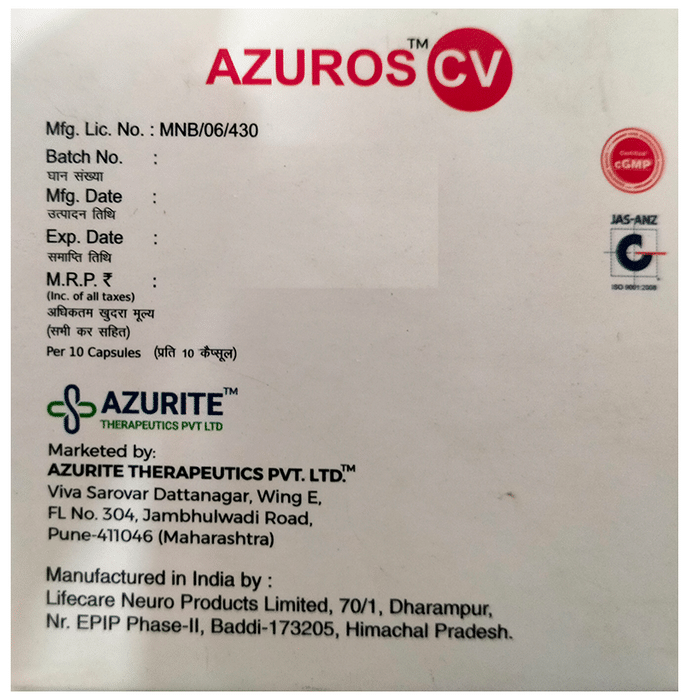 AZUROS™ CV
Mfg. Lic. No. : MNB/06/430
Batch No. :
घान संख्या
Mfg. Date :
उत्पादन तिथि
Exp. Date :
समाप्ति तिथि
M.R.P. ₹ :
(Inc. of all taxes)
अधिकतम खुदरा मूल्य
(सभी कर सहित)
Per 10 Capsules (प्रति 10 कैप्सूल)
Certified
cGMP
JAS-ANZ
ISO 9001:2008
AZURITE™
THERAPEUTICS PVT LTD
Marketed by:
AZURITE THERAPEUTICS PVT. LTD.™
Viva Sarovar Dattanagar, Wing E,
FL No. 304, Jambhulwadi Road,
Pune-411046 (Maharashtra)
Manufactured in India by :
Lifecare Neuro Products Limited, 70/1, Dharampur,
Nr. EPIP Phase-II, Baddi-173205, Himachal Pradesh.